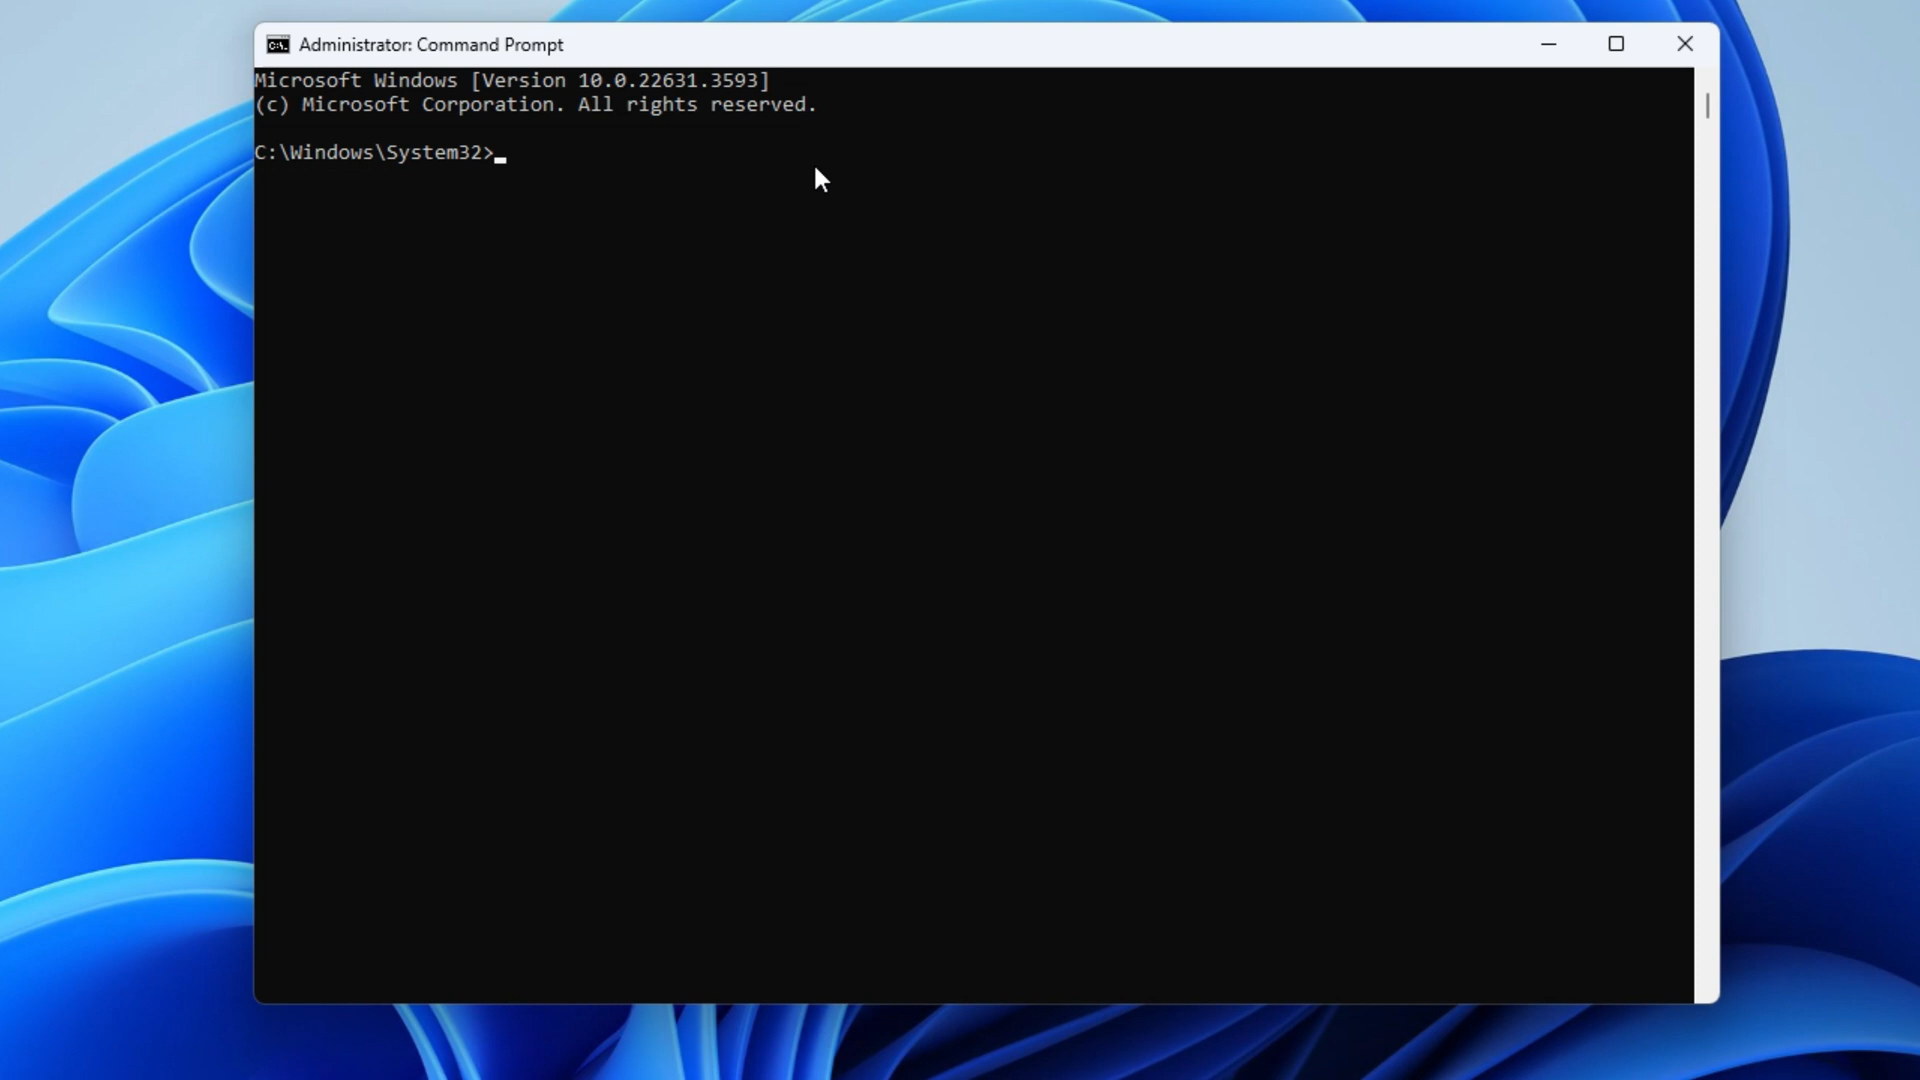 Administrator: Command Prompt
Microsoft Windows [Version 10.0.22631.3593]
(c) Microsoft Corporation. All rights reserved.
C:\Windows\System32>